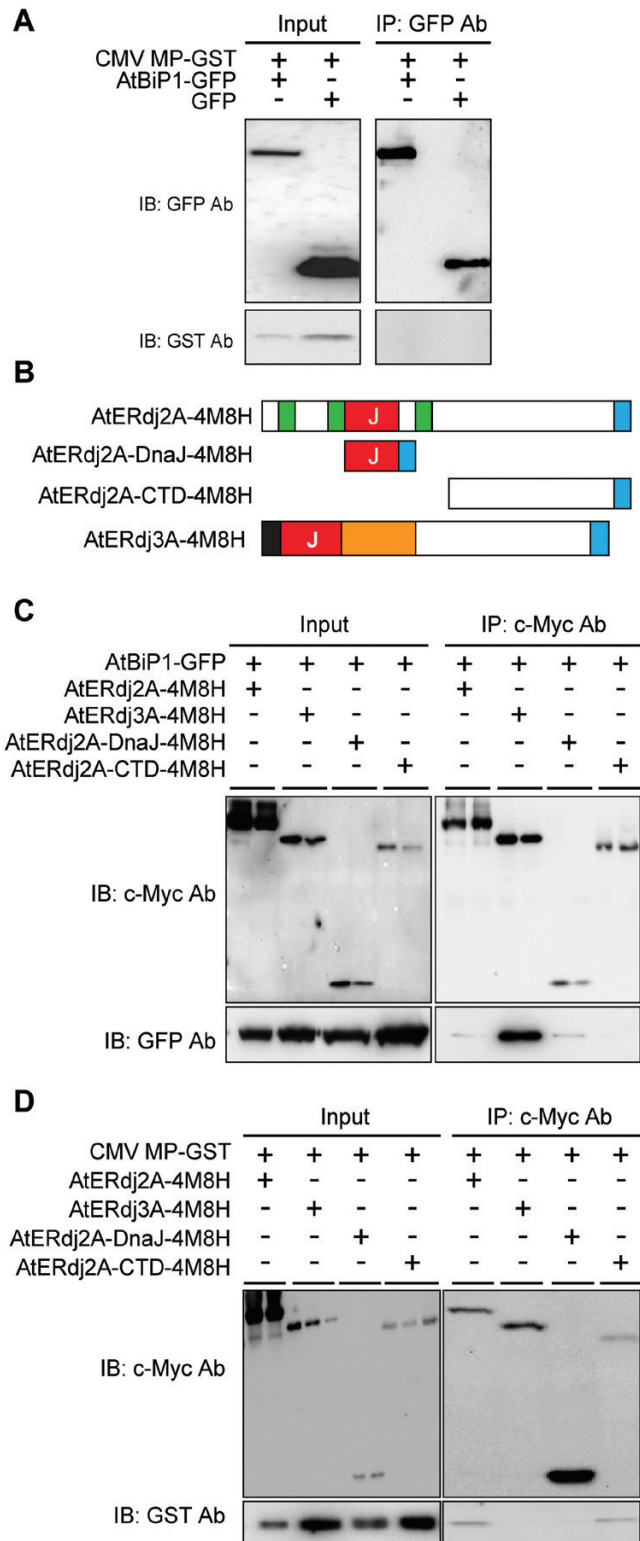 A
Input IP: GFP Ab
CMV MP-GST + + + +
AtBiP1-GFP + - + -
GFP - + - +
IB: GFP Ab
IB: GST Ab
B
AtERdj2A-4M8H J
AtERdj2A-DnaJ-4M8H J
AtERdj2A-CTD-4M8H
AtERdj3A-4M8H J
C
Input IP: c-Myc Ab
AtBiP1-GFP + + + + + + + +
AtERdj2A-4M8H + - - - + - - -
AtERdj3A-4M8H - + - - - + - -
AtERdj2A-DnaJ-4M8H - - + - - - + -
AtERdj2A-CTD-4M8H - - - + - - - +
IB: c-Myc Ab
IB: GFP Ab
D
Input IP: c-Myc Ab
CMV MP-GST + + + + + + + +
AtERdj2A-4M8H + - - - + - - -
AtERdj3A-4M8H - + - - - + - -
AtERdj2A-DnaJ-4M8H - - + - - - + -
AtERdj2A-CTD-4M8H - - - + - - - +
IB: c-Myc Ab
IB: GST Ab